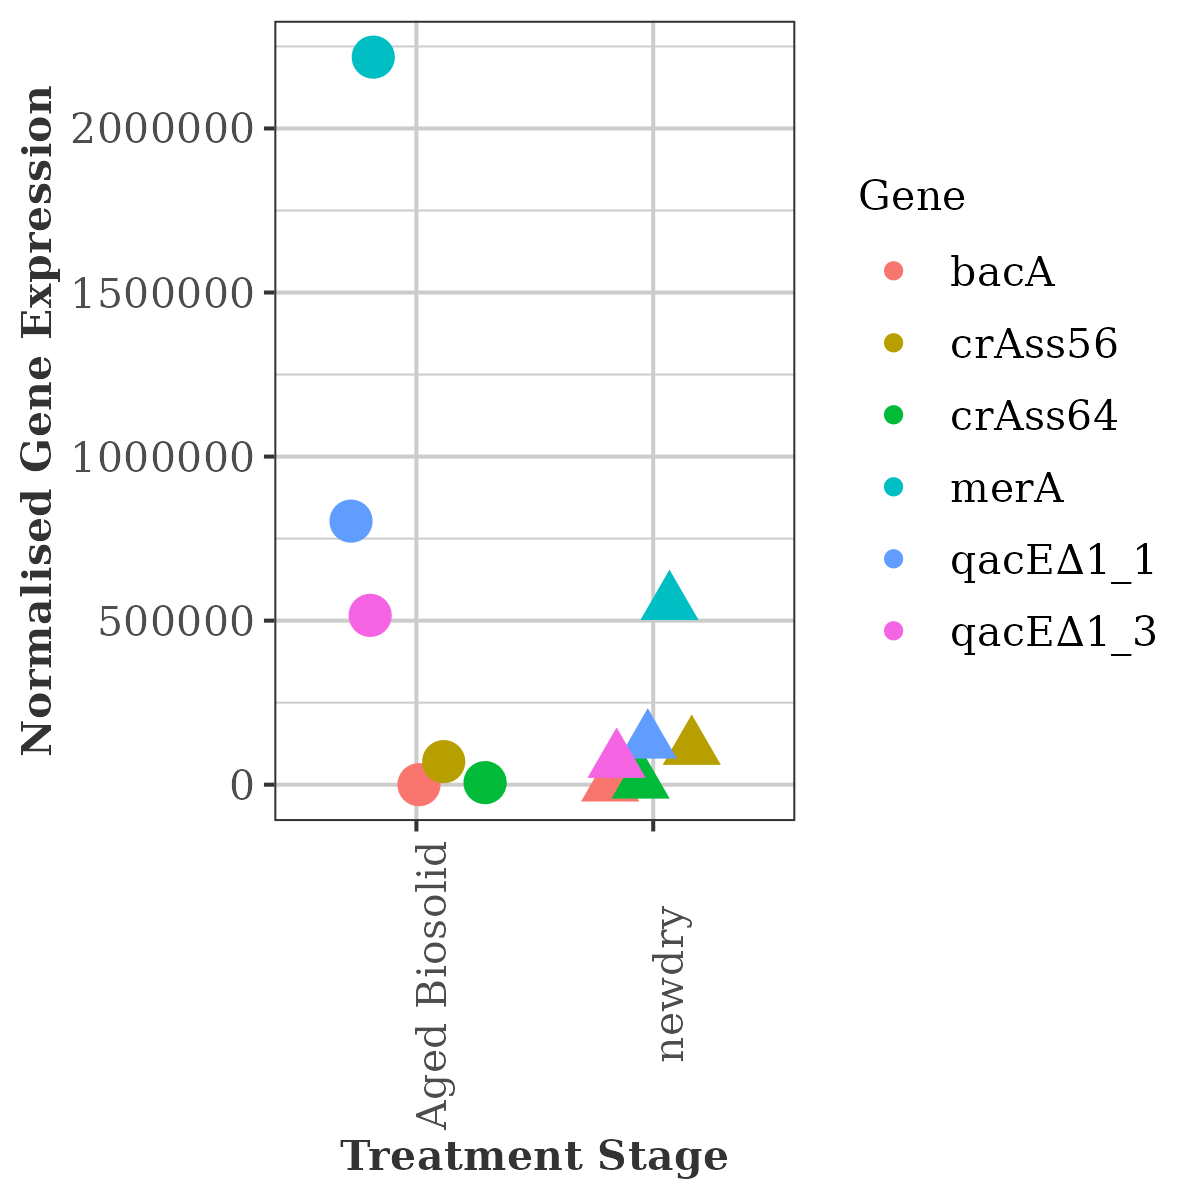 Normalised Gene Expression
2000000
1500000
1000000
500000
0
Aged Biosolid
newdry
Treatment Stage
Gene
bacA
crAss56
crAss64
merA
qacEΔ1_1
qacEΔ1_3